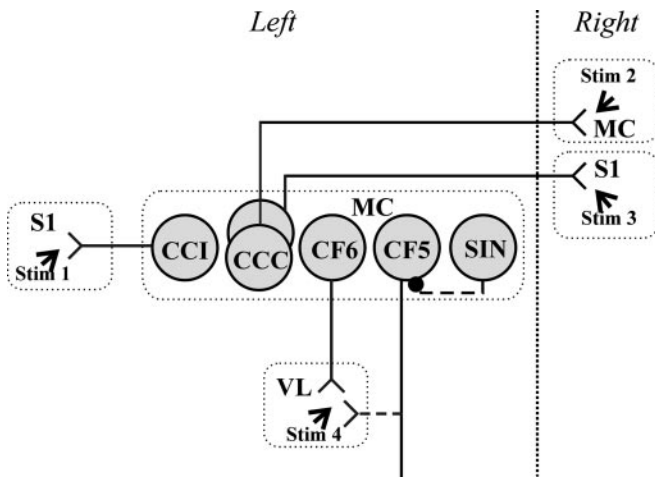 Left
Right
Stim 2
MC
S1
Stim 3
MC
S1
Stim 1
CCI
CCC
CF6
CF5
SIN
VL
Stim 4